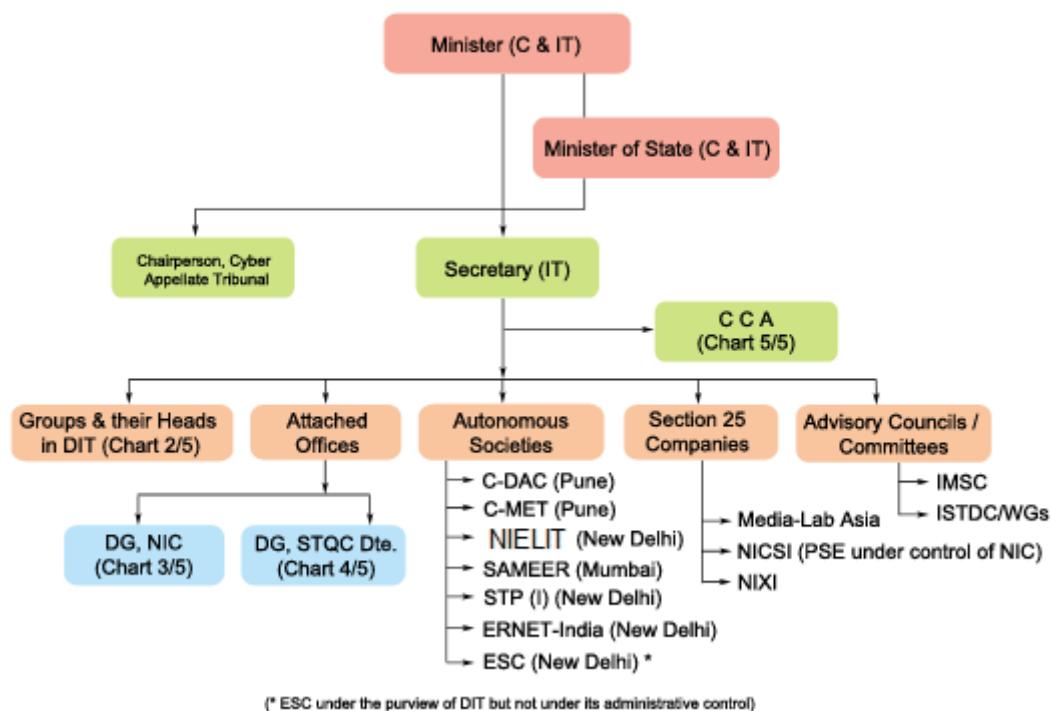 Minister (C & IT)
Minister of State (C & IT)
Chairperson, Cyber
Appellate Tribunal
Secretary (IT)
C C A
(Chart 5/5)
Groups & their Heads
in DIT (Chart 2/5)
Attached
Offices
Autonomous
Societies
Section 25
Companies
Advisory Councils /
Committees
DG, NIC
(Chart 3/5)
DG, STQC Dte.
(Chart 4/5)
C-DAC (Pune)
C-MET (Pune)
NIELIT (New Delhi)
SAMEER (Mumbai)
STP (I) (New Delhi)
ERNET-India (New Delhi)
ESC (New Delhi) *
Media-Lab Asia
NICSI (PSE under control of NIC)
NIXI
IMSC
ISTDC/WGs
(* ESC under the purview of DIT but not under its administrative control)